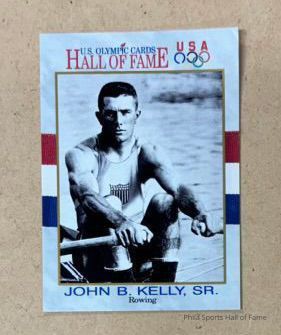 U.S. OLYMPIC CARDS
HALL OF FAME
USA
JOHN B. KELLY, SR.
Rowing
Phila Sports Hall of Fame